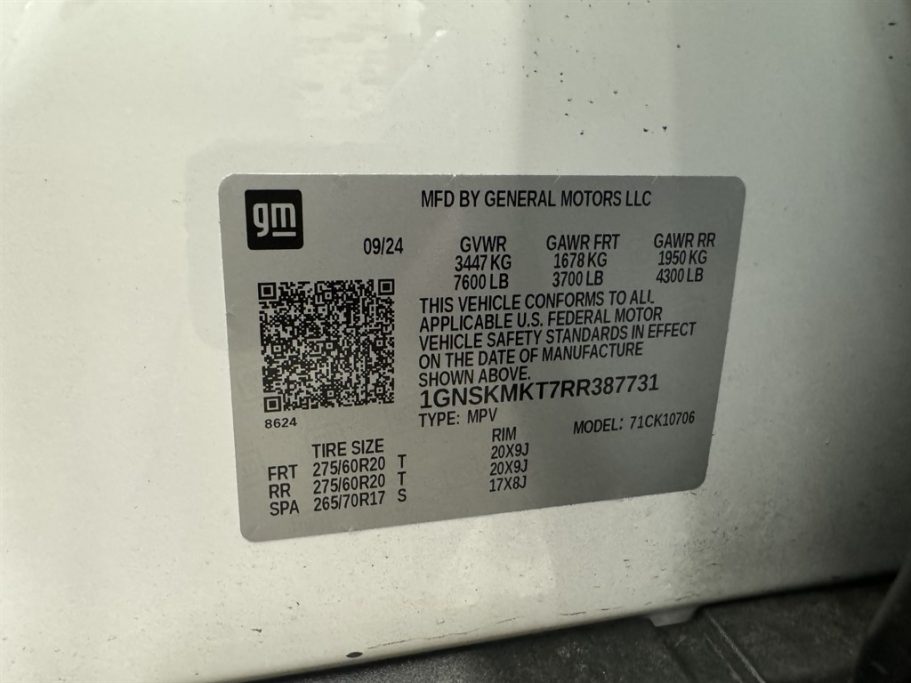 gm
MFD BY GENERAL MOTORS LLC
09/24
GVWR GAWR FRT GAWR RR
3447 KG 1678 KG 1950 KG
7600 LB 3700 LB 4300 LB
THIS VEHICLE CONFORMS TO ALL
APPLICABLE U.S. FEDERAL MOTOR
VEHICLE SAFETY STANDARDS IN EFFECT
ON THE DATE OF MANUFACTURE
SHOWN ABOVE.
1GNSKMKT7RR387731
8624
TYPE: MPV MODEL: 71CK10706
TIRE SIZE RIM
FRT 275/60R20 T 20X9J
RR 275/60R20 T 20X9J
SPA 265/70R17 S 17X8J